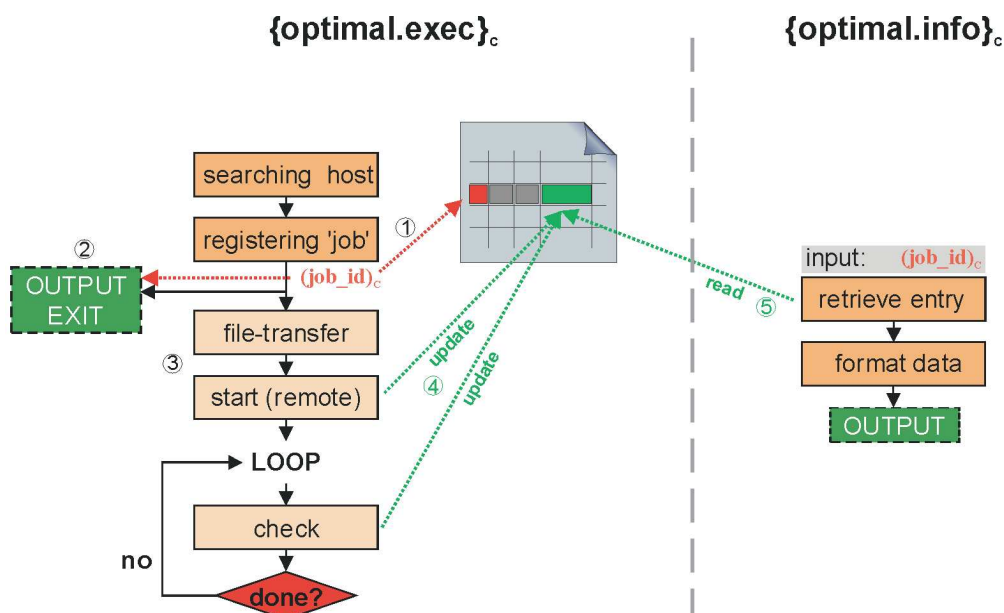 {optimal.exec}c
{optimal.info}c
searching host
registering 'job'
①
②
(job_id)c
OUTPUT
EXIT
file-transfer
③
start (remote)
update
④
update
LOOP
check
no
done?
read
⑤
input: (job_id)c
retrieve entry
format data
OUTPUT